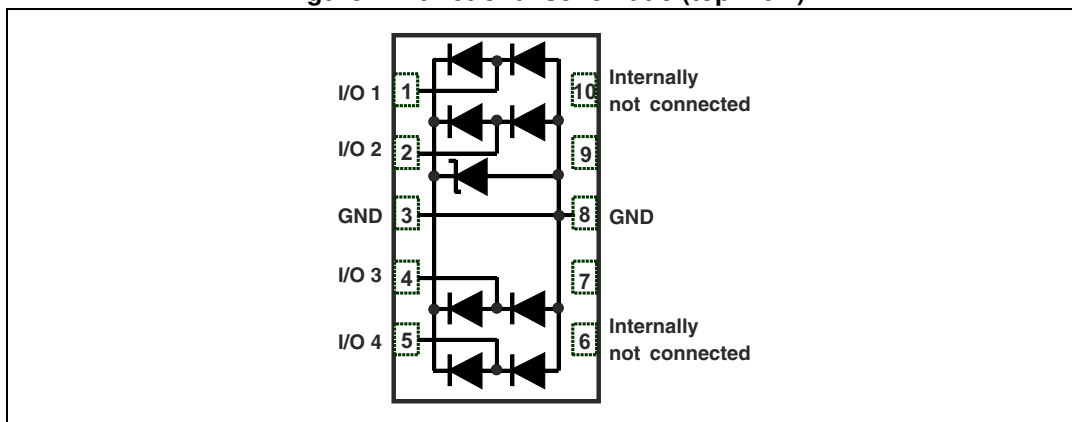 I/O 1
1
10
Internally
not connected
I/O 2
2
9
GND
3
8
GND
I/O 3
4
7
I/O 4
5
6
Internally
not connected